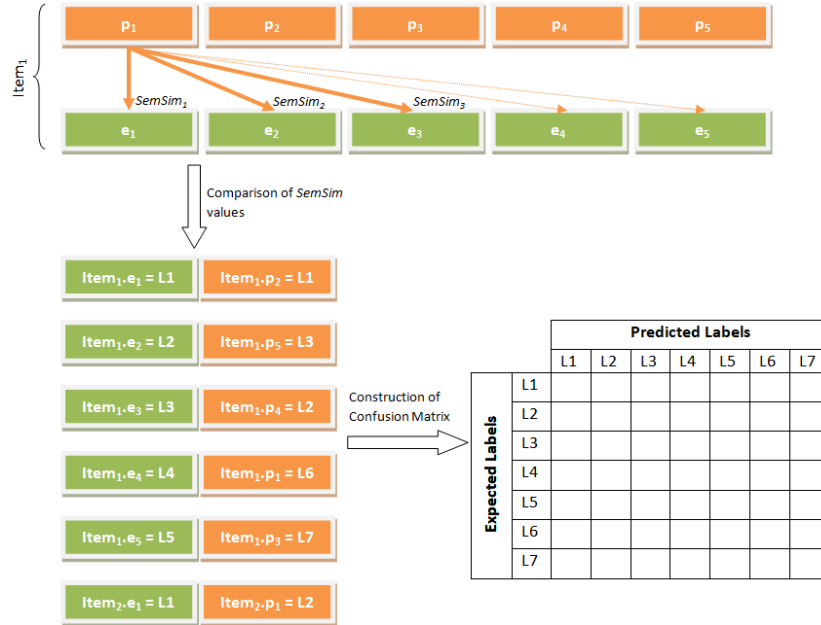 Item1
p1 p2 p3 p4 p5
SemSim1 SemSim2 SemSim3
e1 e2 e3 e4 e5
Comparison of SemSim
values
Item1.e1 = L1 Item1.p2 = L1
Item1.e2 = L2 Item1.p5 = L3
Item1.e3 = L3 Item1.p4 = L2
Item1.e4 = L4 Item1.p1 = L6
Item1.e5 = L5 Item1.p3 = L7
Item2.e1 = L1 Item2.p1 = L2
Construction of
Confusion Matrix
Predicted Labels
L1 L2 L3 L4 L5 L6 L7
Expected Labels
L1
L2
L3
L4
L5
L6
L7